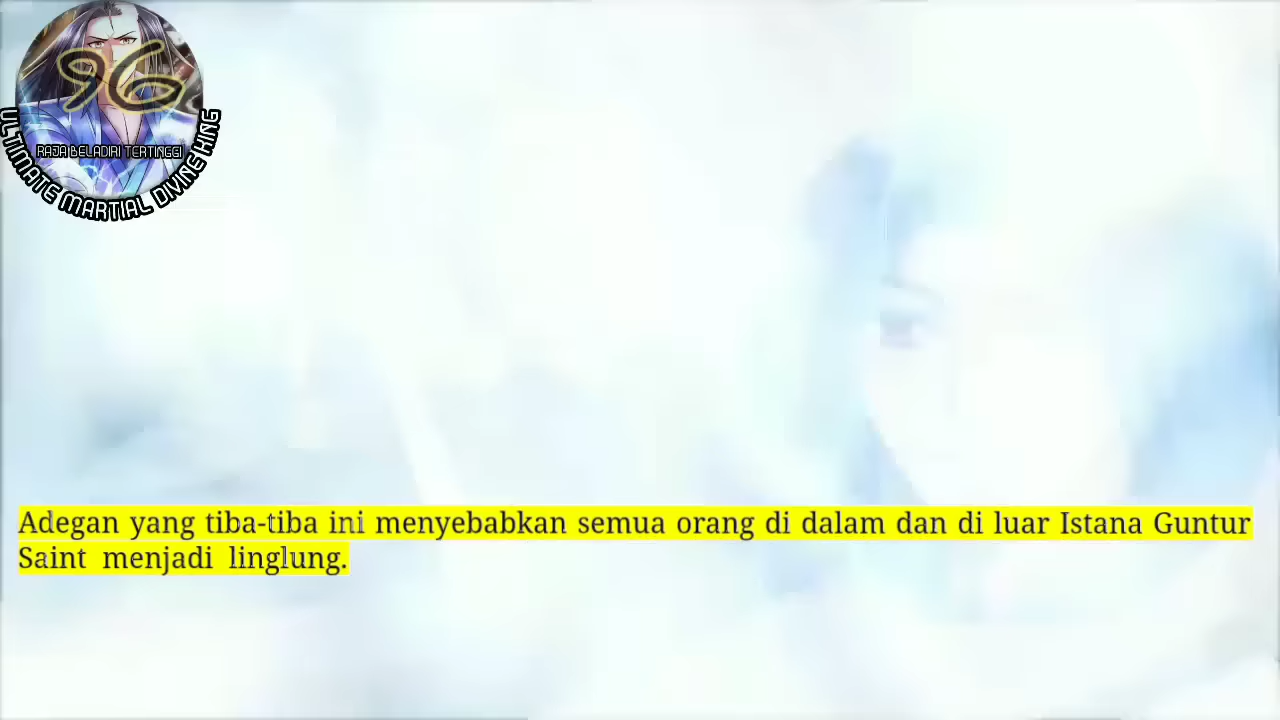 96
RAJA BELADIRI TERTINGGI
ULTIMATE MARTIAL DIVINE KING
Adegan yang tiba-tiba ini menyebabkan semua orang di dalam dan di luar Istana Guntur
Saint menjadi linglung.